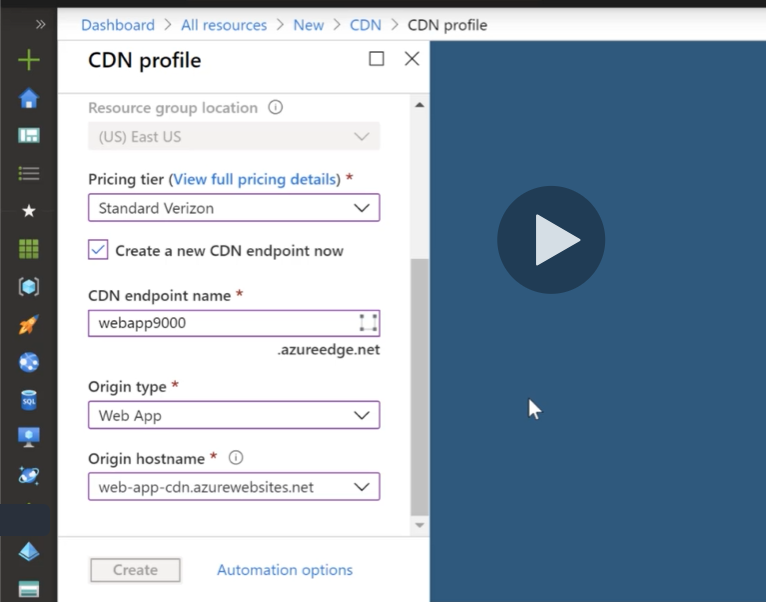 Dashboard > All resources > New > CDN > CDN profile
CDN profile
Resource group location
(US) East US
Pricing tier (View full pricing details) *
Standard Verizon
Create a new CDN endpoint now
CDN endpoint name *
webapp9000
.azureedge.net
Origin type *
Web App
Origin hostname *
web-app-cdn.azurewebsites.net
Create
Automation options
SQL